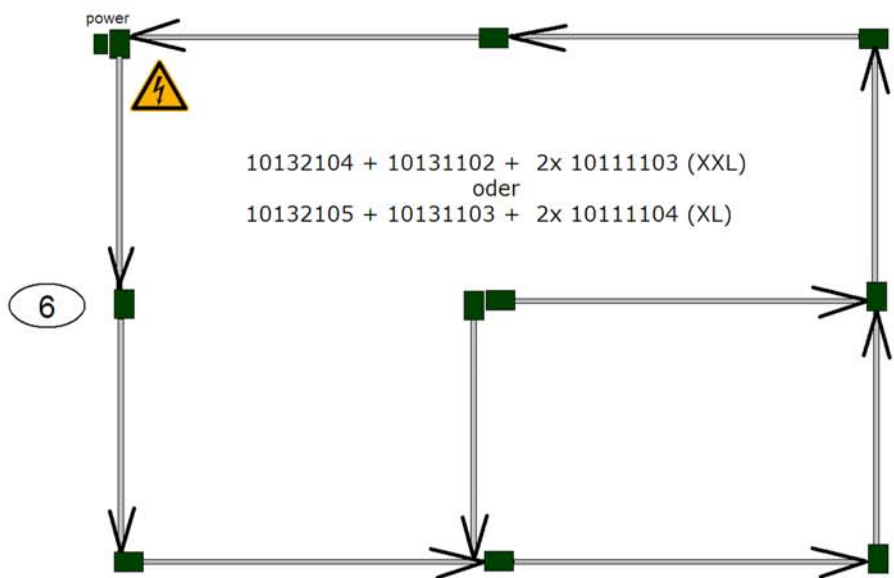 power
10132104 + 10131102 + 2x 10111103 (XXL)
oder
10132105 + 10131103 + 2x 10111104 (XL)
6